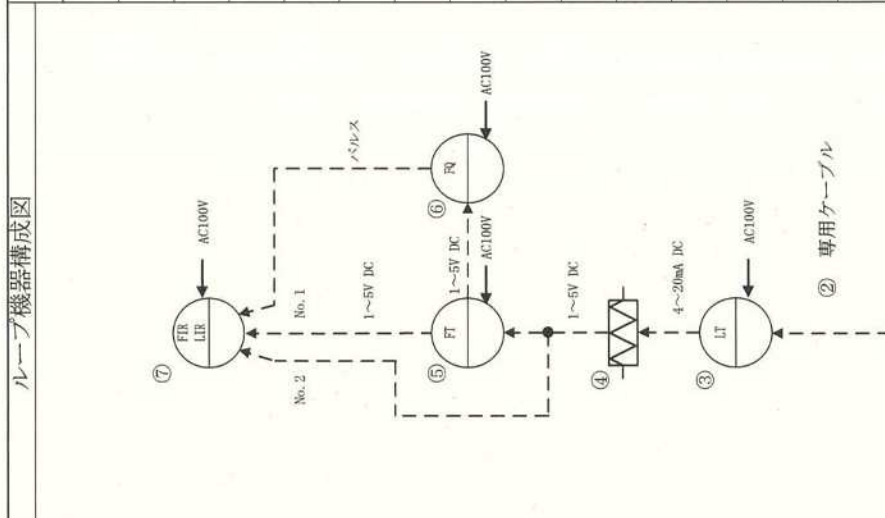 ループ機器構成図
⑦
FIR
LIR
AC100V
No.2
No.1
パルス
1~5V DC
⑥
FQ
AC100V
1~5V DC
⑤
FT
AC100V
1~5V DC
④
4~20mA DC
③
LT
AC100V
② 専用ケーブル